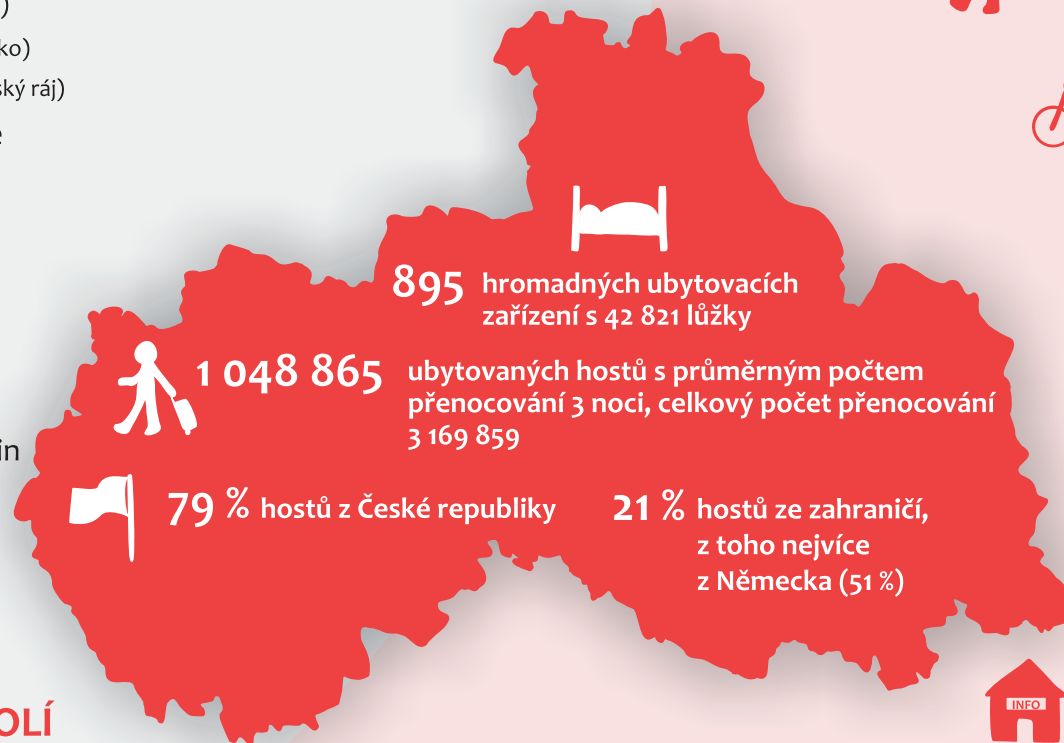 ský ráj)
895 hromadných ubytovacích
zařízení s 42 821 lůžky
1 048 865 ubytovaných hostů s průměrným počtem
přenocování 3 noci, celkový počet přenocování
3 169 859
79 % hostů z České republiky
21 % hostů ze zahraničí,
z toho nejvíce
z Německa (51 %)
INFO